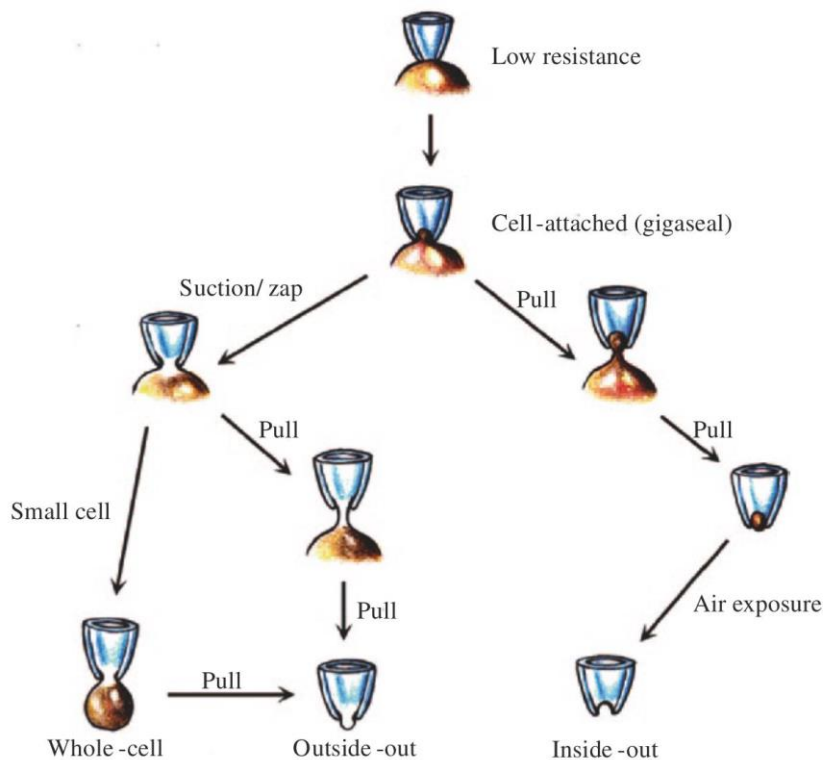 Low resistance
Cell-attached (gigaseal)
Suction/ zap
Pull
Pull
Pull
Small cell
Pull
Air exposure
Pull
Whole-cell
Outside-out
Inside-out